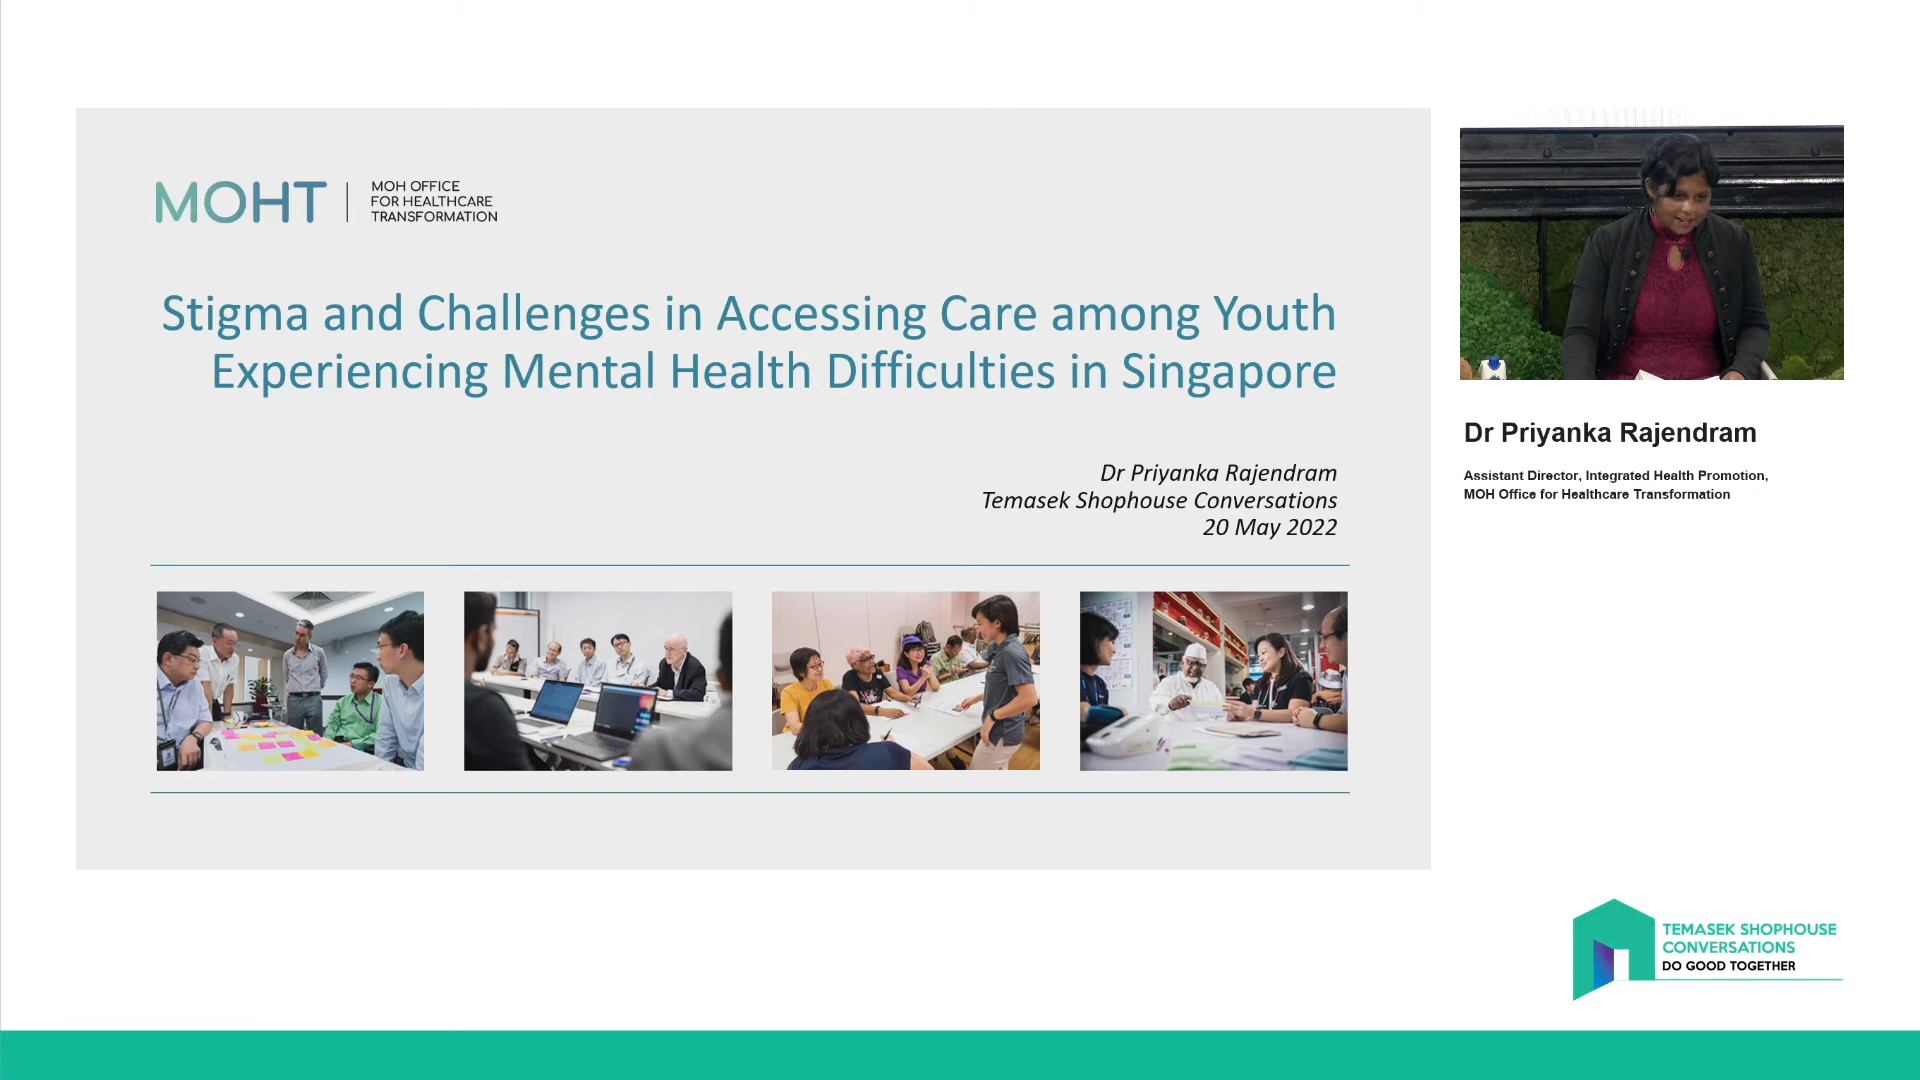 MOHT
MOH OFFICE
FOR HEALTHCARE
TRANSFORMATION
Stigma and Challenges in Accessing Care among Youth
Experiencing Mental Health Difficulties in Singapore
Dr Priyanka Rajendram
Temasek Shophouse Conversations
20 May 2022
Dr Priyanka Rajendram
Assistant Director, Integrated Health Promotion,
MOH Office for Healthcare Transformation
TEMASEK SHOPHOUSE
CONVERSATIONS
DO GOOD TOGETHER